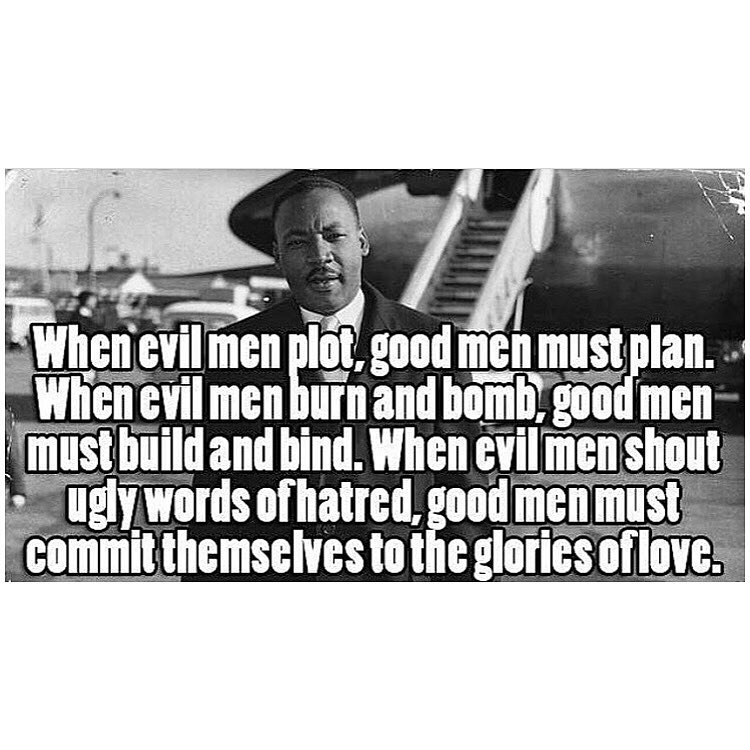 When evil men plot, good men must plan.
When evil men burn and bomb, good men
must build and bind. When evil men shout
ugly words of hatred, good men must
commit themselves to the glories of love.